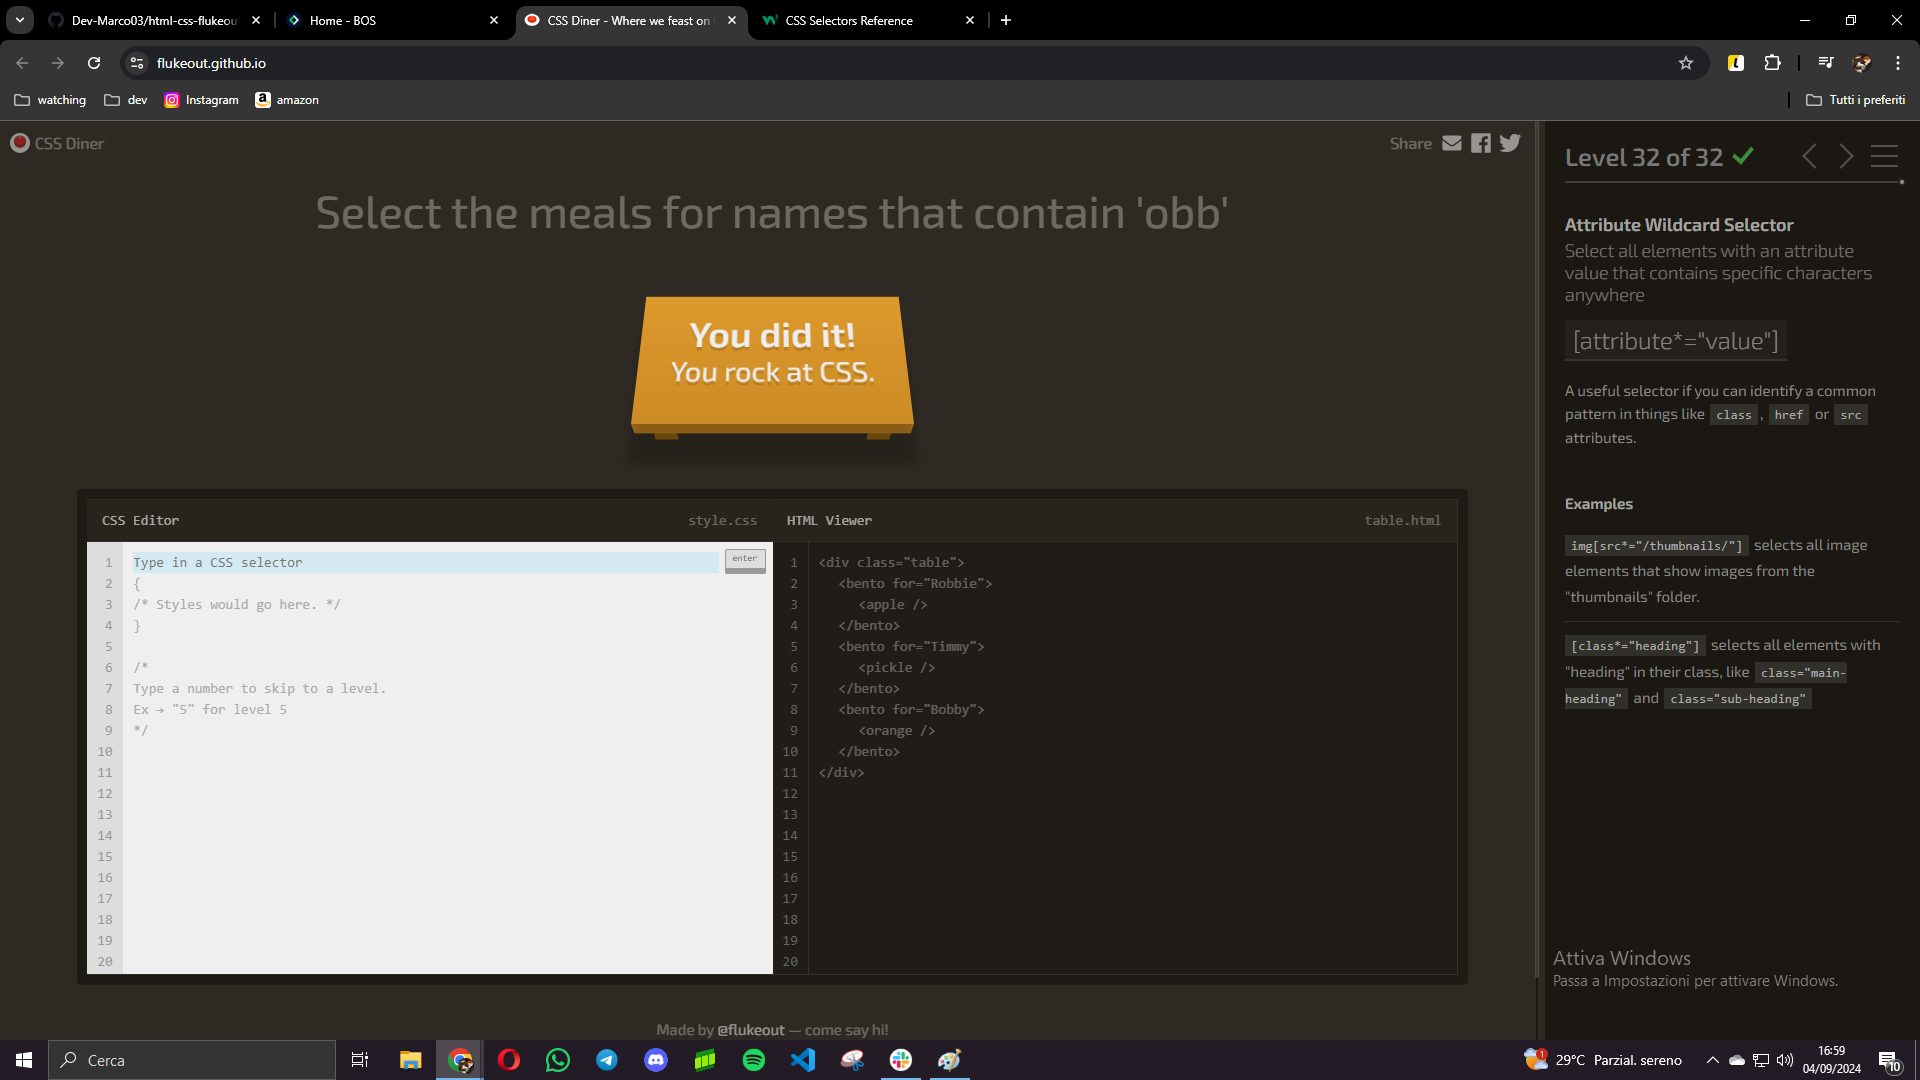 Dev-Marco03/html-css-flukeou
Home - BOS
CSS Diner - Where we feast on
CSS Selectors Reference
flukeout.github.io
watching
dev
Instagram
amazon
Tutti i preferiti
CSS Diner
Share
Select the meals for names that contain 'obb'
You did it!
You rock at CSS.
CSS Editor
style.css
HTML Viewer
table.html
1 Type in a CSS selector
enter
2 {
3 /* Styles would go here. */
4 }
5
6 /*
7 Type a number to skip to a level.
8 Ex → "5" for level 5
9 */
10
11
12
13
14
15
16
17
18
19
20
1 <div class="table">
2 <bento for="Robbie">
3 <apple />
4 </bento>
5 <bento for="Timmy">
6 <pickle />
7 </bento>
8 <bento for="Bobby">
9 <orange />
10 </bento>
11 </div>
12
13
14
15
16
17
18
19
20
Made by @flukeout — come say hi!
Level 32 of 32
Attribute Wildcard Selector
Select all elements with an attribute
value that contains specific characters
anywhere
[attribute*="value"]
A useful selector if you can identify a common
pattern in things like class , href or src
attributes.
Examples
img[src*="/thumbnails/"] selects all image
elements that show images from the
"thumbnails" folder.
[class*="heading"] selects all elements with
"heading" in their class, like class="main-
heading" and class="sub-heading"
Attiva Windows
Passa a Impostazioni per attivare Windows.
Cerca
1
29°C Parzial. sereno
16:59
04/09/2024
10